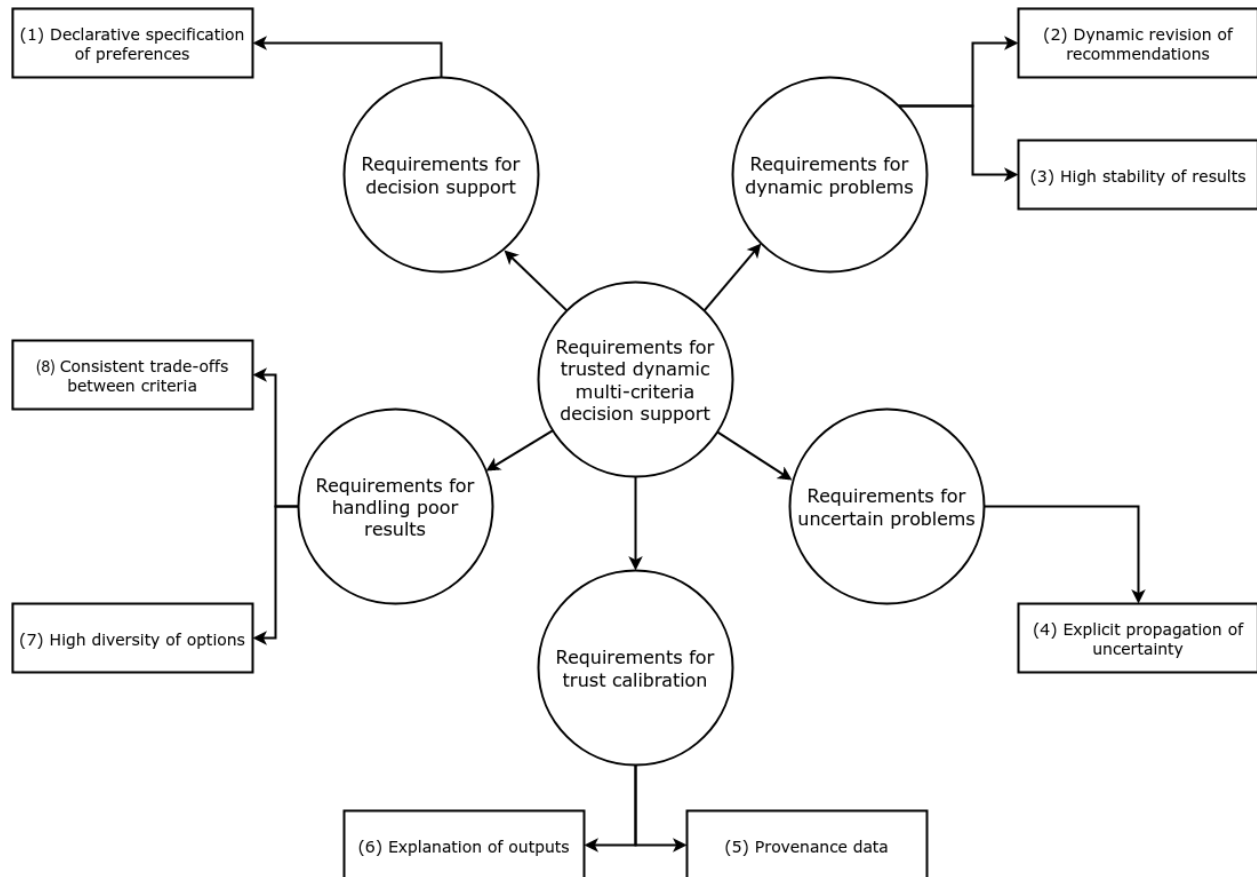 (1) Declarative specification
of preferences
(2) Dynamic revision of
recommendations
Requirements for
decision support
Requirements for
dynamic problems
(3) High stability of results
Requirements for
trusted dynamic
multi-criteria
decision support
(8) Consistent trade-offs
between criteria
Requirements for
handling poor
results
Requirements for
uncertain problems
(7) High diversity of options
(4) Explicit propagation of
uncertainty
Requirements for
trust calibration
(6) Explanation of outputs
(5) Provenance data